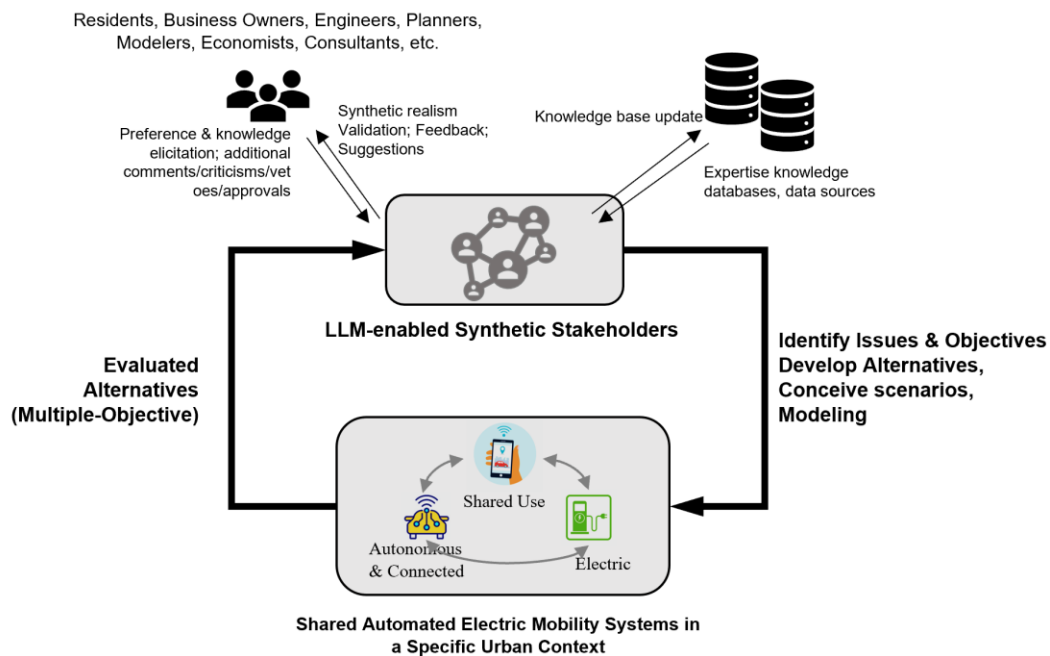 Residents, Business Owners, Engineers, Planners,
Modelers, Economists, Consultants, etc.
Synthetic realism
Validation; Feedback;
Suggestions
Preference & knowledge
elicitation; additional
comments/criticisms/vet
oes/approvals
Knowledge base update
Expertise knowledge
databases, data sources
LLM-enabled Synthetic Stakeholders
Evaluated
Alternatives
(Multiple-Objective)
Identify Issues & Objectives
Develop Alternatives,
Conceive scenarios,
Modeling
Shared Use
Autonomous
& Connected
Electric
Shared Automated Electric Mobility Systems in
a Specific Urban Context